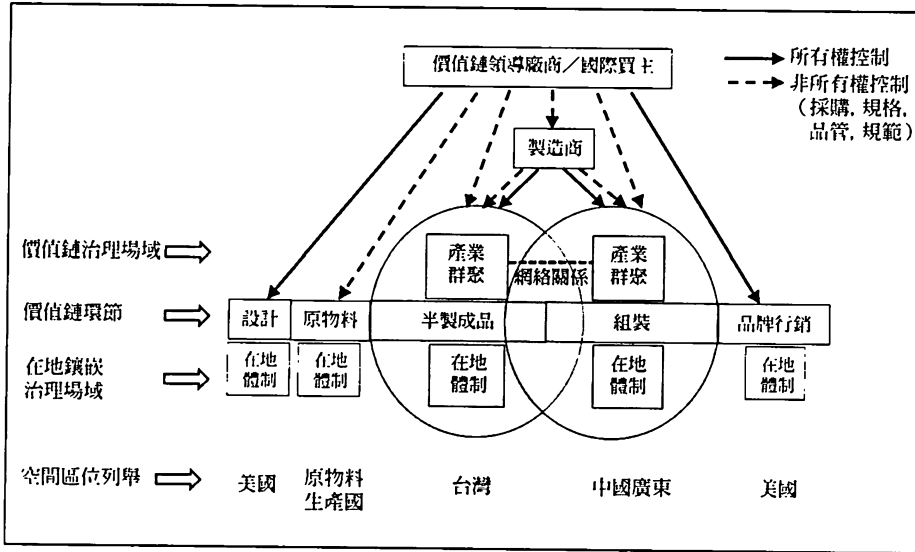 價值鏈領導廠商／國際買主
所有權控制
非所有權控制
（採購, 規格,
品管, 規範）
製造商
價值鏈治理場域
產業
群聚
網絡關係
產業
群聚
價值鏈環節
設計
原物料
半製成品
組裝
品牌行銷
在地鑲嵌
治理場域
在地
體制
在地
體制
在地
體制
在地
體制
在地
體制
空間區位列舉
美國
原物料
生產國
台灣
中國廣東
美國